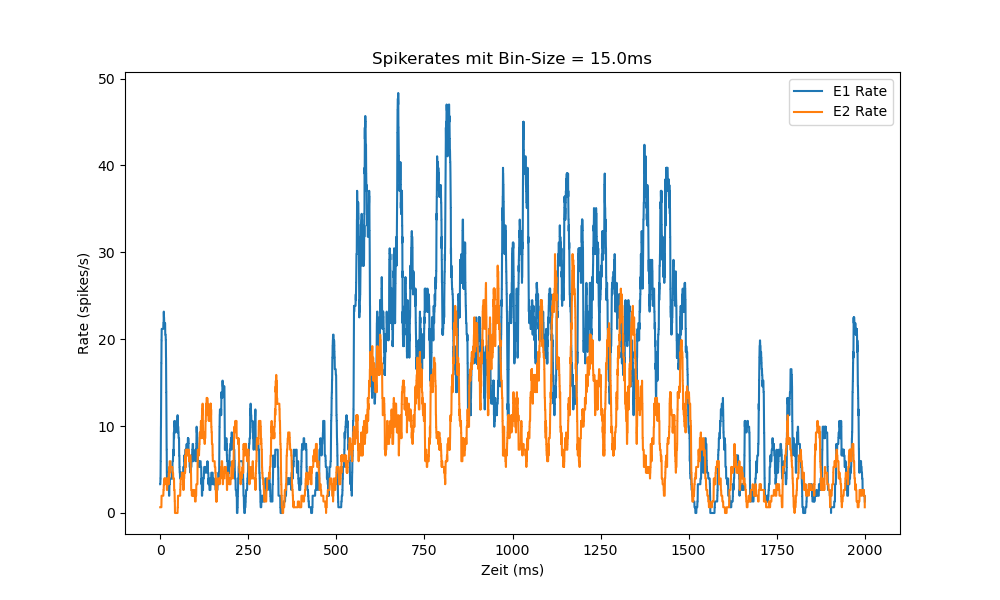 Spikerates mit Bin-Size = 15.0ms
E1 Rate
E2 Rate
50
40
30
20
10
0
Rate (spikes/s)
0 250 500 750 1000 1250 1500 1750 2000
Zeit (ms)